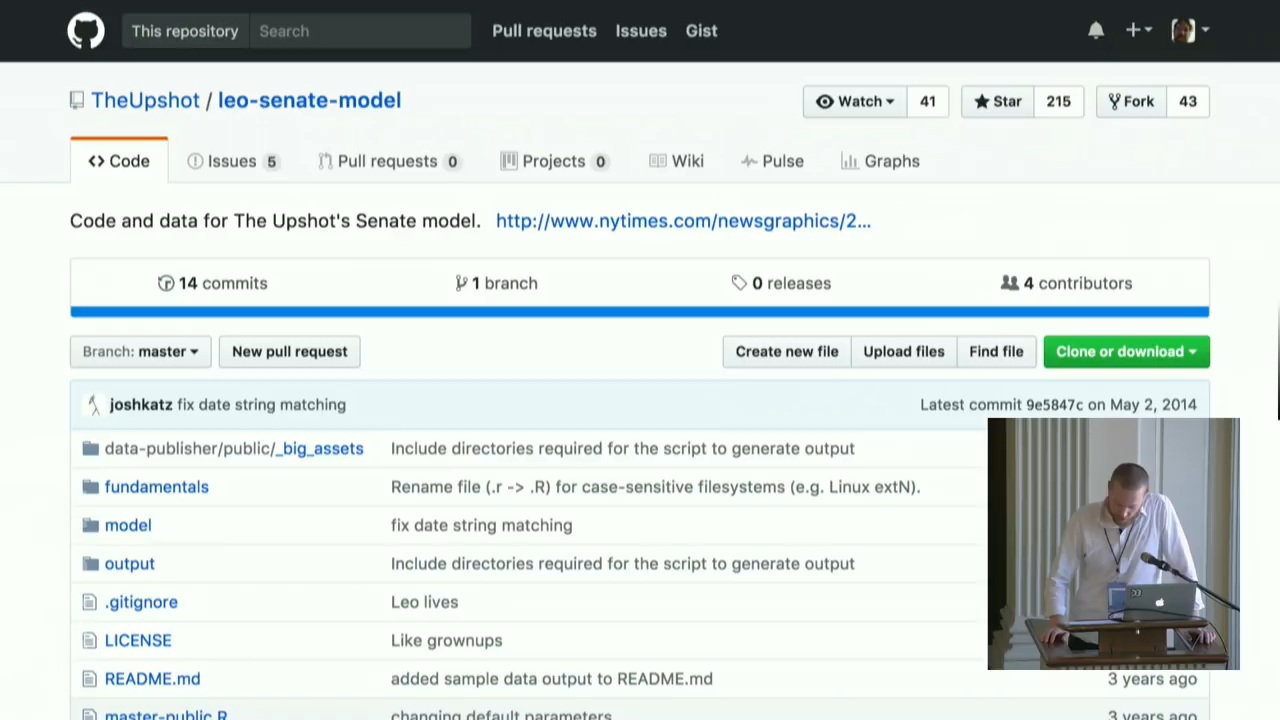 This repository Search Pull requests Issues Gist
TheUpshot / leo-senate-model Watch 41 Star 215 Fork 43
Code Issues 5 Pull requests 0 Projects 0 Wiki Pulse Graphs
Code and data for The Upshot's Senate model. http://www.nytimes.com/newsgraphics/2...
14 commits 1 branch 0 releases 4 contributors
Branch: master New pull request Create new file Upload files Find file Clone or download
joshkatz fix date string matching Latest commit 9e5847c on May 2, 2014
data-publisher/public/_big_assets Include directories required for the script to generate output
fundamentals Rename file (.r -> .R) for case-sensitive filesystems (e.g. Linux extN).
model fix date string matching
output Include directories required for the script to generate output
.gitignore Leo lives
LICENSE Like grownups
README.md added sample data output to README.md 3 years ago
master-public.R changing default parameters 3 years ago